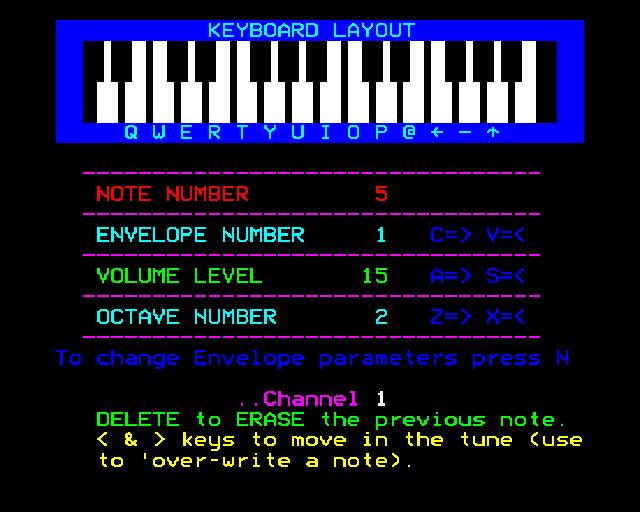 KEYBOARD LAYOUT
Q W E R T Y U I O P @ ← - ↑
NOTE NUMBER 5
ENVELOPE NUMBER 1 C=> V=<
VOLUME LEVEL 15 A=> S=<
OCTAVE NUMBER 2 Z=> X=<
To change Envelope parameters press N
..Channel 1
DELETE to ERASE the previous note.
< & > keys to move in the tune (use
to 'over-write a note).